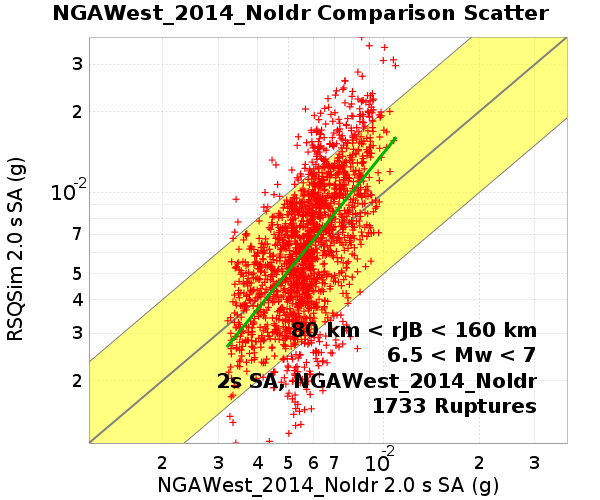 NGAWest_2014_NoIdr Comparison Scatter
RSQSim 2.0 s SA (g)
3
2
10-2
7
5
4
3
2
80 km < rJB < 160 km
6.5 < Mw < 7
2s SA, NGAWest_2014_NoIdr
1733 Ruptures
2 3 4 5 6 7 10-2 2 3
NGAWest_2014_NoIdr 2.0 s SA (g)